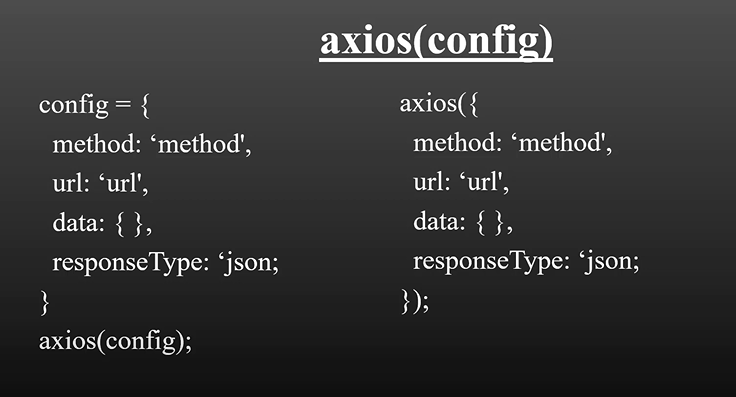 axios(config)
config = {
method: ‘method',
url: ‘url',
data: { },
responseType: ‘json;
}
axios(config);
axios({
method: ‘method',
url: ‘url',
data: { },
responseType: ‘json;
});